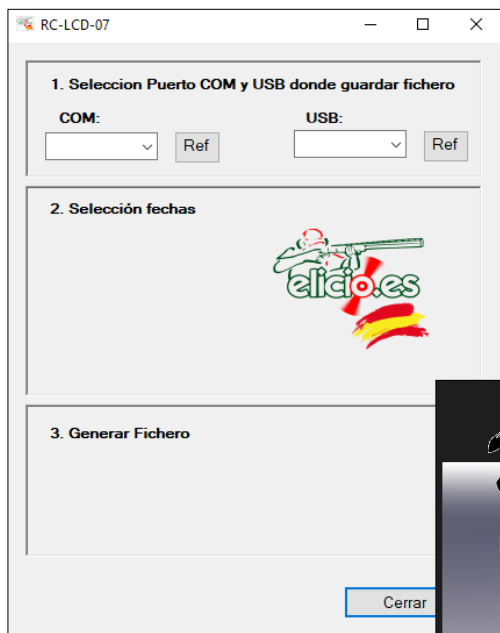 RC-LCD-07
1. Seleccion Puerto COM y USB donde guardar fichero
COM:
USB:
Ref
Ref
2. Selección fechas
elicio.es
3. Generar Fichero
Cerrar